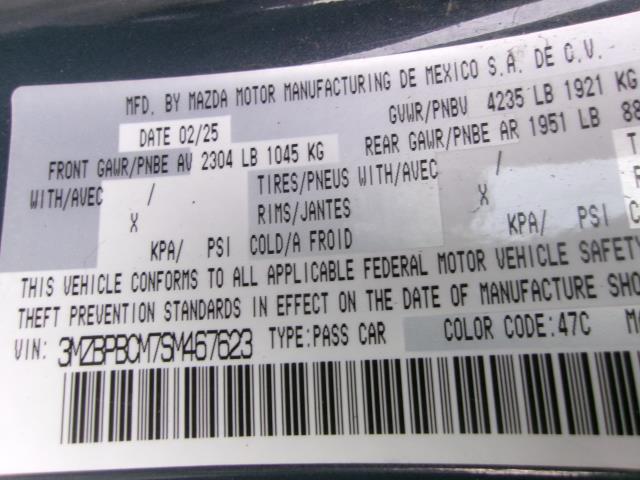 MFD. BY MAZDA MOTOR MANUFACTURING DE MEXICO S.A. DE C.V.
DATE 02/25 GVWR/PNBV 4235 LB 1921 KG
FRONT GAWR/PNBE AV 2304 LB 1045 KG REAR GAWR/PNBE AR 1951 LB 88
WITH/AVEC / TIRES/PNEUS WITH/AVEC /
X RIMS/JANTES X
KPA/ PSI COLD/A FROID KPA/ PSI
THIS VEHICLE CONFORMS TO ALL APPLICABLE FEDERAL MOTOR VEHICLE SAFETY
THEFT PREVENTION STANDARDS IN EFFECT ON THE DATE OF MANUFACTURE SHO
VIN: 3MZBPBCM7SM467623 TYPE:PASS CAR COLOR CODE:47C